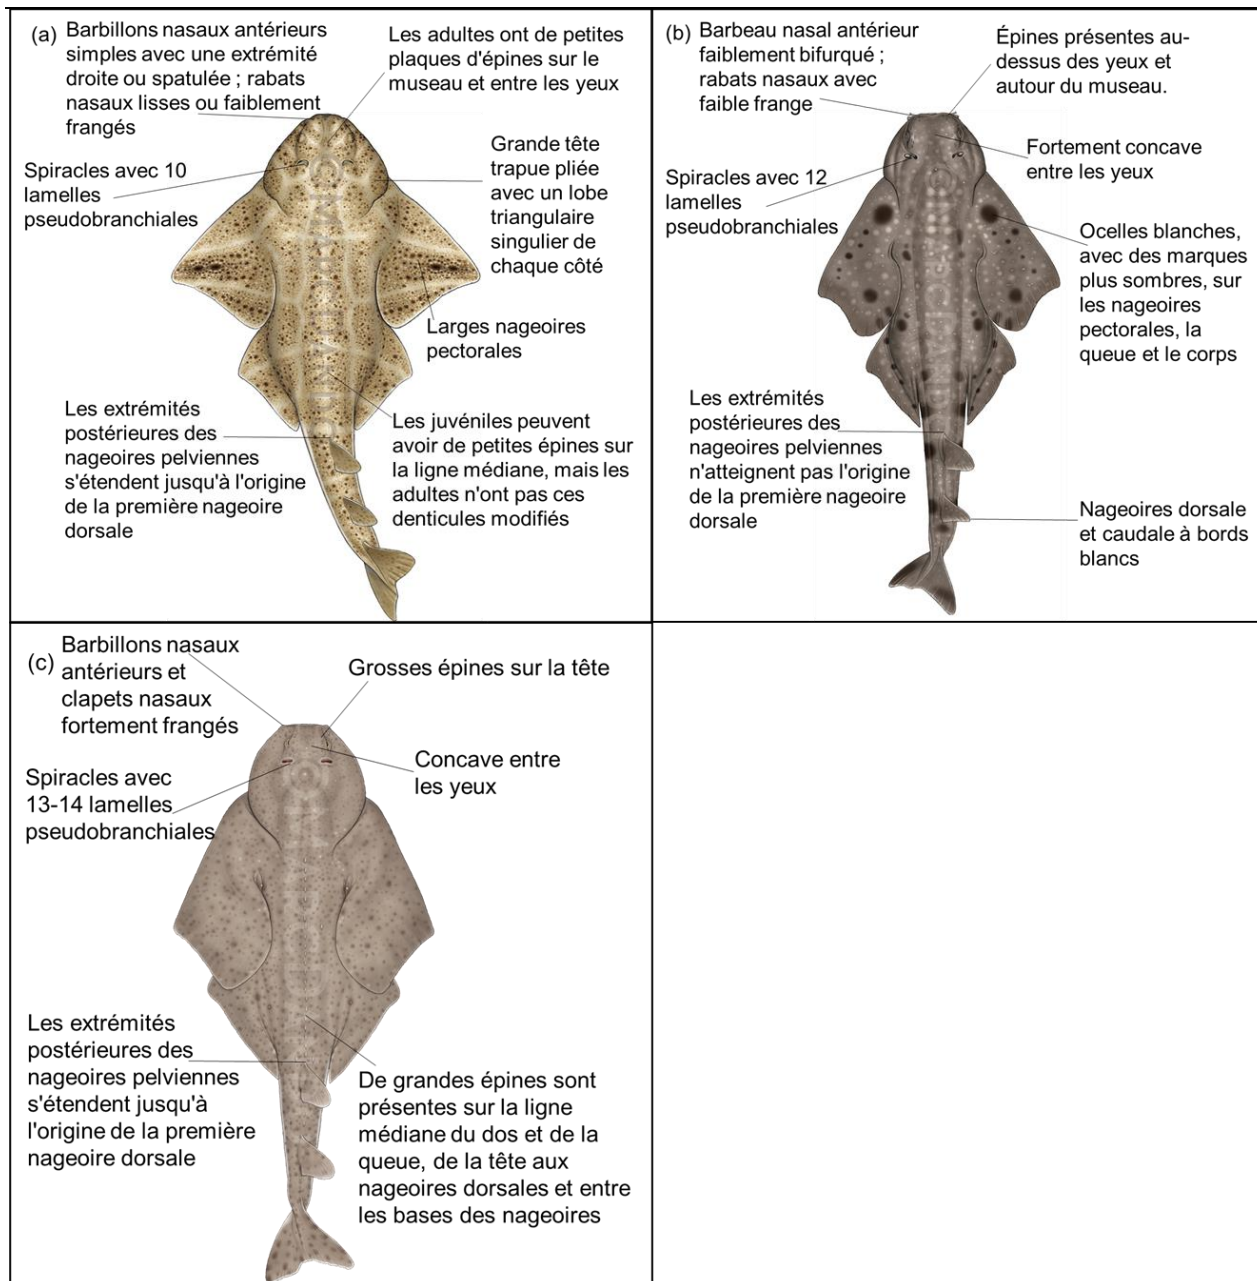 (a)
Barbillons nasaux antérieurs
simples avec une extrémité
droite ou spatulée ; rabats
nasaux lisses ou faiblement
frangés
Les adultes ont de petites
plaques d'épines sur le
museau et entre les yeux
Spiracles avec 10
lamelles
pseudobranchiales
Grande tête
trapue pliée
avec un lobe
triangulaire
singulier de
chaque côté
Larges nageoires
pectorales
Les extrémités
postérieures des
nageoires pelviennes
s'étendent jusqu'à l'origine
de la première nageoire
dorsale
Les juvéniles peuvent
avoir de petites épines sur
la ligne médiane, mais les
adultes n'ont pas ces
denticules modifiés
(b)
Barbeau nasal antérieur
faiblement bifurqué ;
rabats nasaux avec
faible frange
Épines présentes au-
dessus des yeux et
autour du museau.
Spiracles avec 12
lamelles
pseudobranchiales
Fortement concave
entre les yeux
Ocelles blanches,
avec des marques
plus sombres, sur
les nageoires
pectorales, la
queue et le corps
Les extrémités
postérieures des
nageoires pelviennes
n'atteignent pas l'origine
de la première nageoire
dorsale
Nageoires dorsale
et caudale à bords
blancs
(c)
Barbillons nasaux
antérieurs et
clapets nasaux
fortement frangés
Grosses épines sur la tête
Spiracles avec
13-14 lamelles
pseudobranchiales
Concave entre
les yeux
Les extrémités
postérieures des
nageoires pelviennes
s'étendent jusqu'à
l'origine de la première
nageoire dorsale
De grandes épines sont
présentes sur la ligne
médiane du dos et de la
queue, de la tête aux
nageoires dorsales et entre
les bases des nageoires